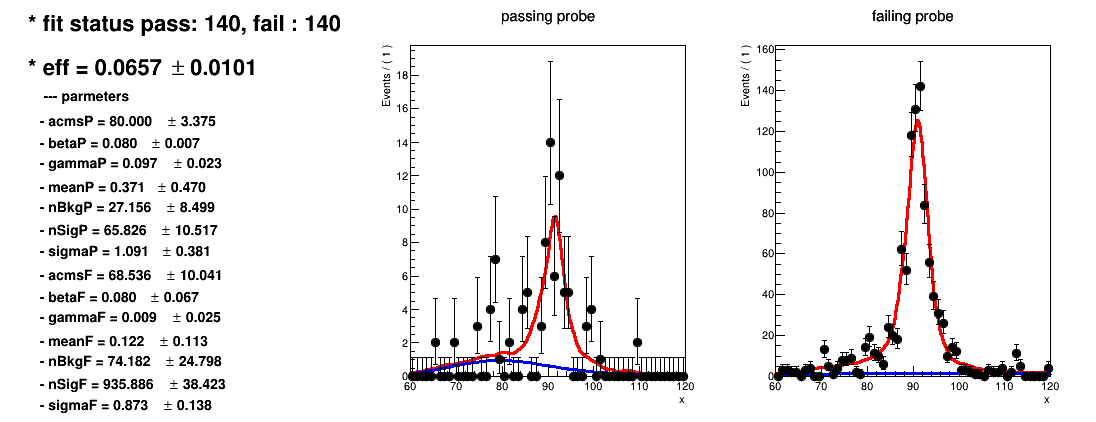 * fit status pass: 140, fail : 140
* eff = 0.0657 ± 0.0101
--- parmeters
- acmsP = 80.000 ± 3.375
- betaP = 0.080 ± 0.007
- gammaP = 0.097 ± 0.023
- meanP = 0.371 ± 0.470
- nBkgP = 27.156 ± 8.499
- nSigP = 65.826 ± 10.517
- sigmaP = 1.091 ± 0.381
- acmsF = 68.536 ± 10.041
- betaF = 0.080 ± 0.067
- gammaF = 0.009 ± 0.025
- meanF = 0.122 ± 0.113
- nBkgF = 74.182 ± 24.798
- nSigF = 935.886 ± 38.423
- sigmaF = 0.873 ± 0.138
passing probe
Events / ( 1 )
18
16
14
12
10
8
6
4
2
0
60 70 80 90 100 110 120
x
failing probe
Events / ( 1 )
160
140
120
100
80
60
40
20
0
60 70 80 90 100 110 120
x